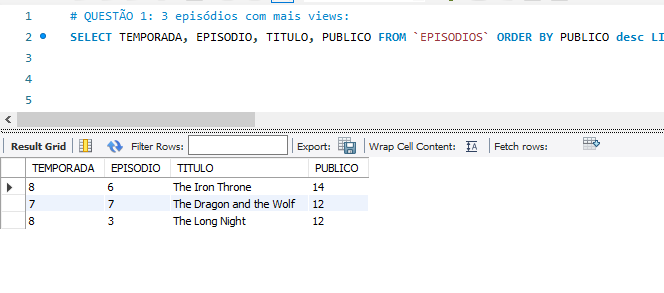 1 # QUESTÃO 1: 3 episódios com mais views:
2 SELECT TEMPORADA, EPISODIO, TITULO, PUBLICO FROM `EPISODIOS` ORDER BY PUBLICO desc LI
3
4
5
Result Grid Filter Rows: Export: Wrap Cell Content: Fetch rows:
TEMPORADA EPISODIO TITULO PUBLICO
8 6 The Iron Throne 14
7 7 The Dragon and the Wolf 12
8 3 The Long Night 12